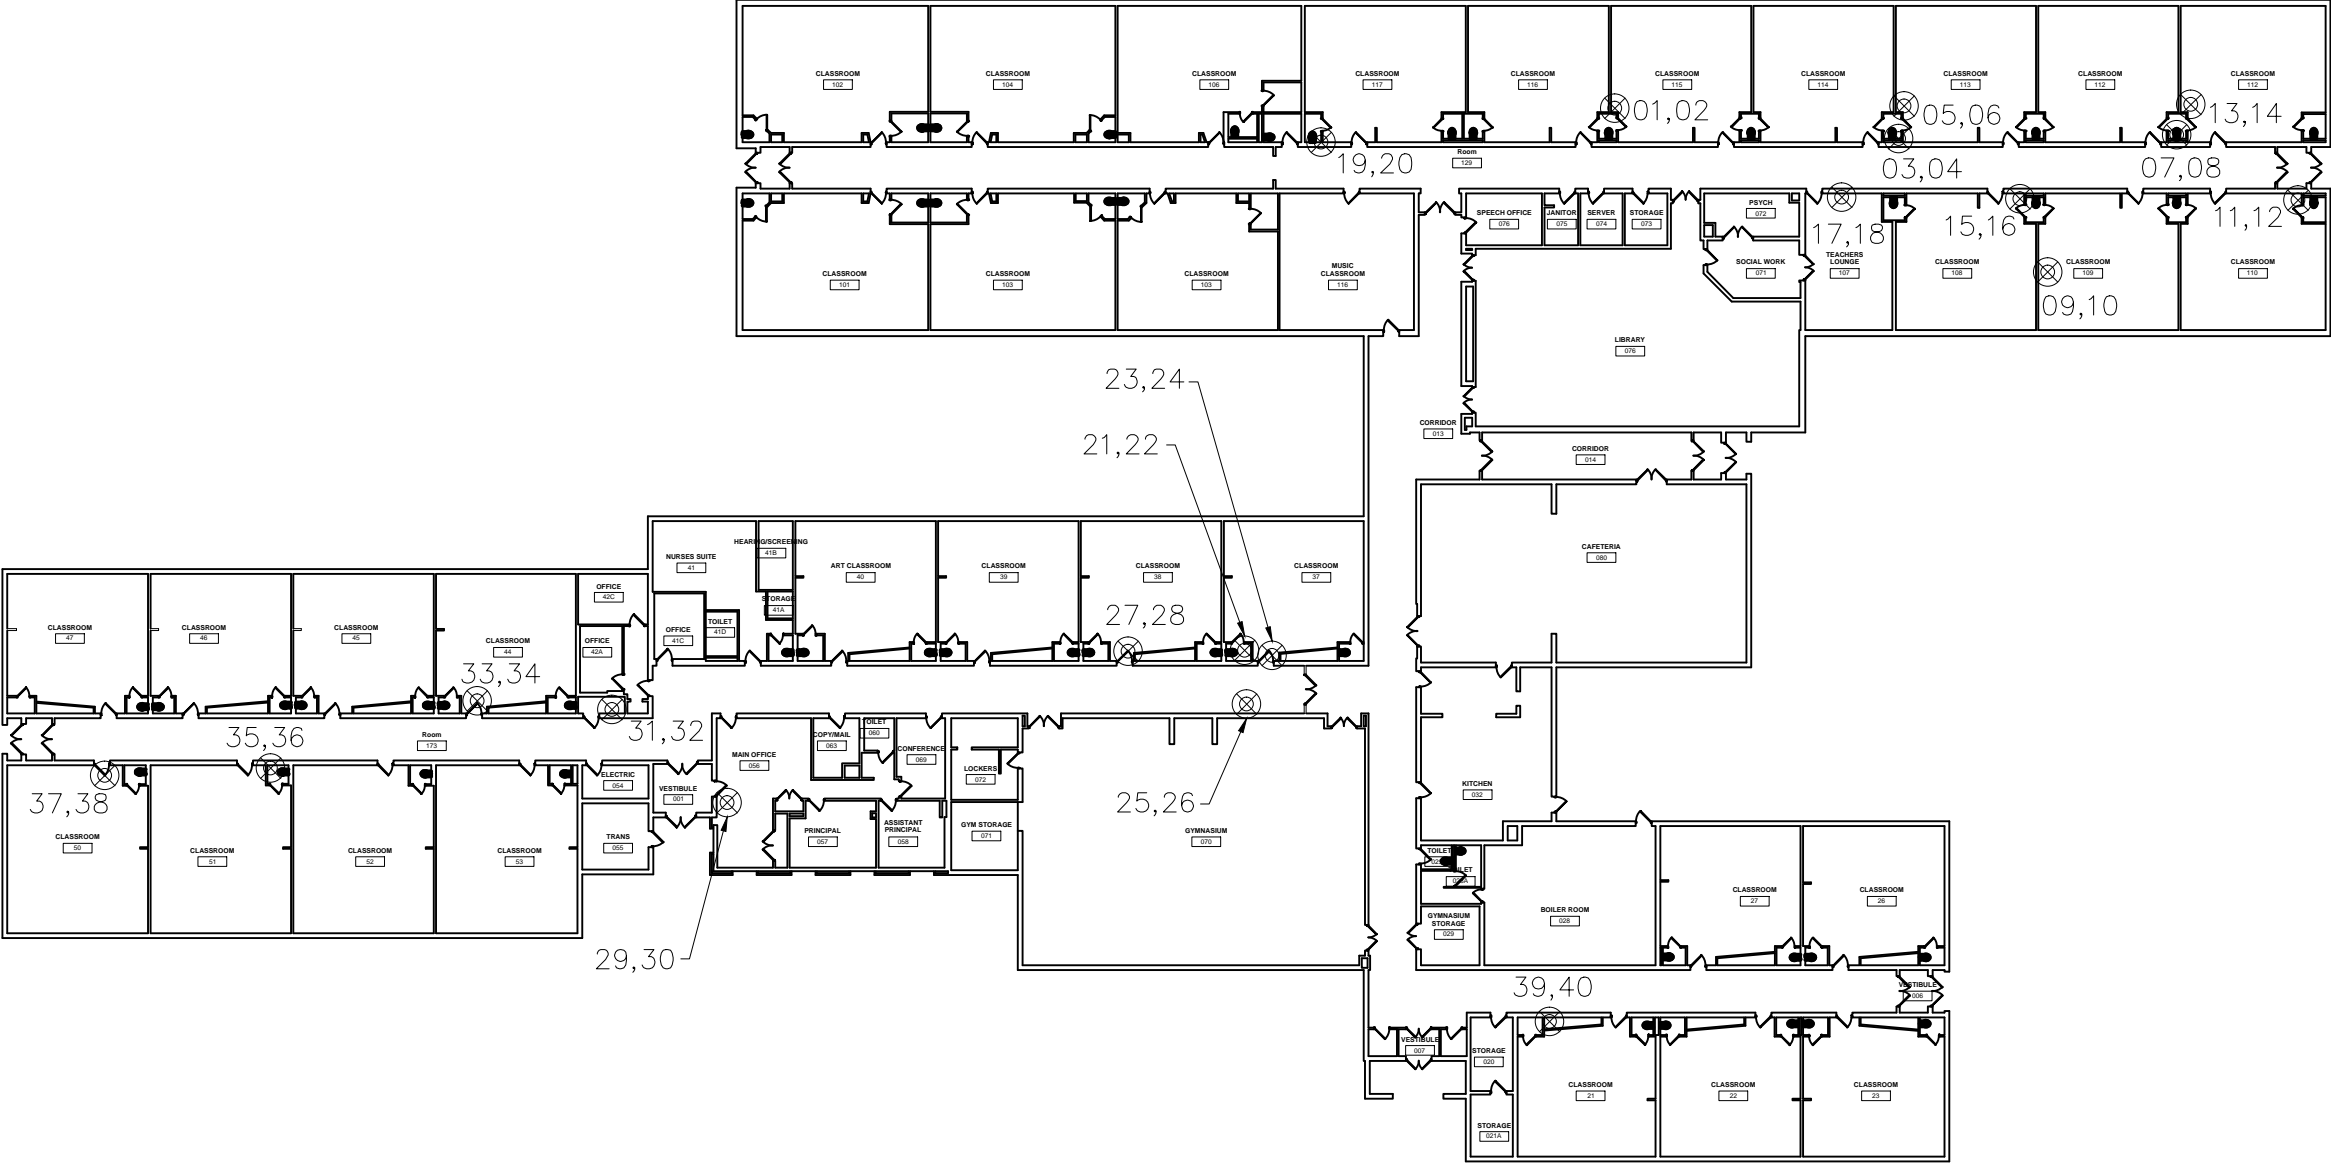 CLASSROOM
102
CLASSROOM
104
CLASSROOM
106
CLASSROOM
117
CLASSROOM
116
CLASSROOM
115
CLASSROOM
114
CLASSROOM
113
CLASSROOM
112
CLASSROOM
112
01,02
05,06
13,14
19,20
Room
129
03,04
07,08
SPEECH OFFICE
076
JANITOR
075
SERVER
074
STORAGE
073
PSYCH
072
17,18
15,16
11,12
CLASSROOM
101
CLASSROOM
103
CLASSROOM
103
MUSIC
CLASSROOM
116
SOCIAL WORK
071
TEACHERS
LOUNGE
107
CLASSROOM
108
CLASSROOM
109
CLASSROOM
110
09,10
LIBRARY
076
23,24
CORRIDOR
013
21,22
CORRIDOR
014
CAFETERIA
080
HEARING/SCREENING
41B
NURSES SUITE
41
ART CLASSROOM
40
CLASSROOM
39
CLASSROOM
38
CLASSROOM
37
OFFICE
42C
STORAGE
41A
27,28
CLASSROOM
47
CLASSROOM
46
CLASSROOM
45
CLASSROOM
44
OFFICE
42A
OFFICE
41C
TOILET
41D
33,34
31,32
35,36
Room
173
MAIN OFFICE
056
COPY/MAIL
063
060
CONFERENCE
069
LOCKERS
072
37,38
ELECTRIC
054
VESTIBULE
001
25,26
KITCHEN
032
CLASSROOM
50
CLASSROOM
51
CLASSROOM
52
CLASSROOM
53
TRANS
055
PRINCIPAL
057
ASSISTANT
PRINCIPAL
058
GYM STORAGE
071
GYMNASIUM
070
TOILET
CLASSROOM
27
CLASSROOM
26
BOILER ROOM
028
GYMNASIUM
STORAGE
029
29,30
39,40
VESTIBULE
006
VESTIBULE
007
STORAGE
020
CLASSROOM
21
CLASSROOM
22
CLASSROOM
23
STORAGE
021A